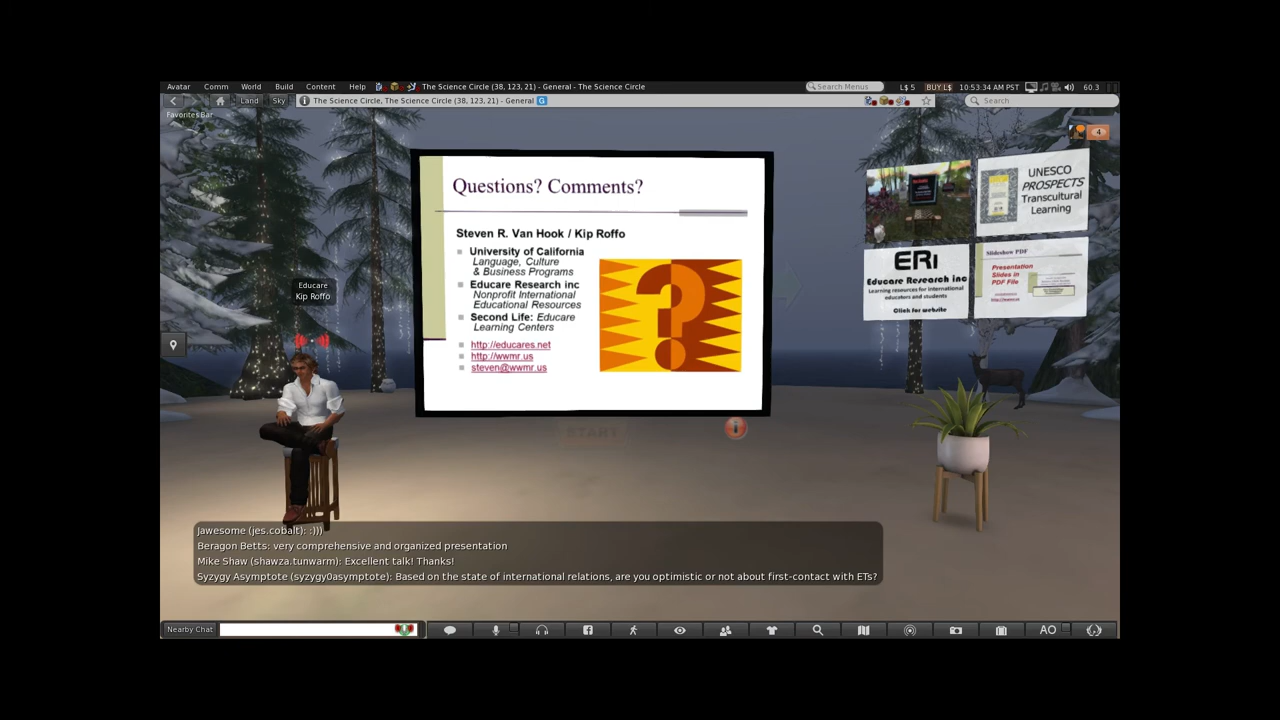 Avatar Comm World Build Content Help The Science Circle (38, 123, 21) - General - The Science Circle Search Menus L$ 5 BUY L$ 10:53:34 AM PST 60.3
Land Sky The Science Circle, The Science Circle (38, 123, 21) - General G Search
Favorites Bar
4
Questions? Comments?
Steven R. Van Hook / Kip Roffo
University of California
Language, Culture
& Business Programs
Educare Research inc
Nonprofit International
Educational Resources
Second Life: Educare
Learning Centers
http://educares.net
http://wwmr.us
steven@wwmr.us
UNESCO
PROSPECTS
Transcultural
Learning
ERi
Educare Research inc
Learning resources for international
educators and students
Click for website
Slideshow PDF
Presentation
Slides in
PDF File
Educare
Kip Roffo
START
Jawesome (jes.cobalt): :)))
Beragon Betts: very comprehensive and organized presentation
Mike Shaw (shawza.tunwarm): Excellent talk! Thanks!
Syzygy Asymptote (syzygy0asymptote): Based on the state of international relations, are you optimistic or not about first-contact with ETs?
Nearby Chat AO